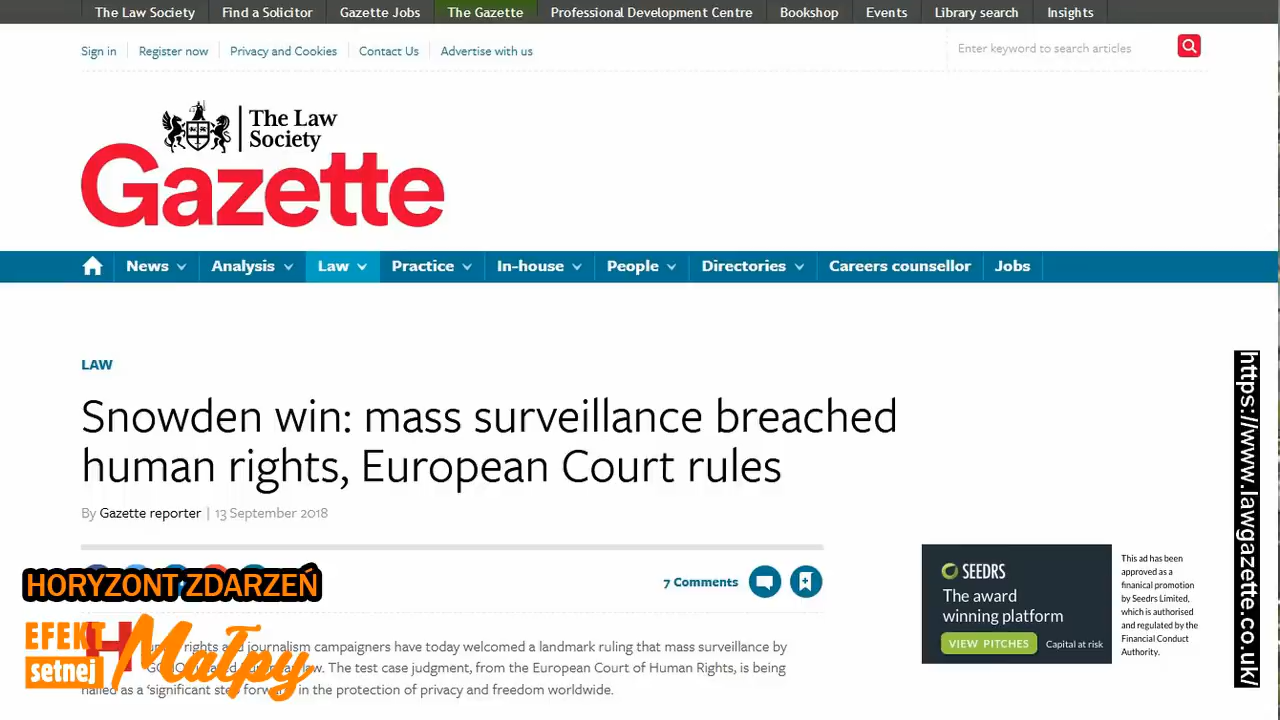 The Law Society Find a Solicitor Gazette Jobs The Gazette Professional Development Centre Bookshop Events Library search Insights
Sign in Register now Privacy and Cookies Contact Us Advertise with us Enter keyword to search articles
The Law
Society
Gazette
News Analysis Law Practice In-house People Directories Careers counsellor Jobs
LAW
Snowden win: mass surveillance breached
human rights, European Court rules
By Gazette reporter | 13 September 2018
7 Comments
HORYZONT ZDARZEŃ
EFEKT
setnej
Małpy
H rights and journalism campaigners have today welcomed a landmark ruling that mass surveillance by
law. The test case judgment, from the European Court of Human Rights, is being
hailed as a 'significant step forward' in the protection of privacy and freedom worldwide.
SEEDRS
The award
winning platform
VIEW PITCHES Capital at risk
This ad has been
approved as a
finanical promotion
by Seedrs Limited,
which is authorised
and regulated by the
Financial Conduct
Authority.
https://www.lawgazette.co.uk/